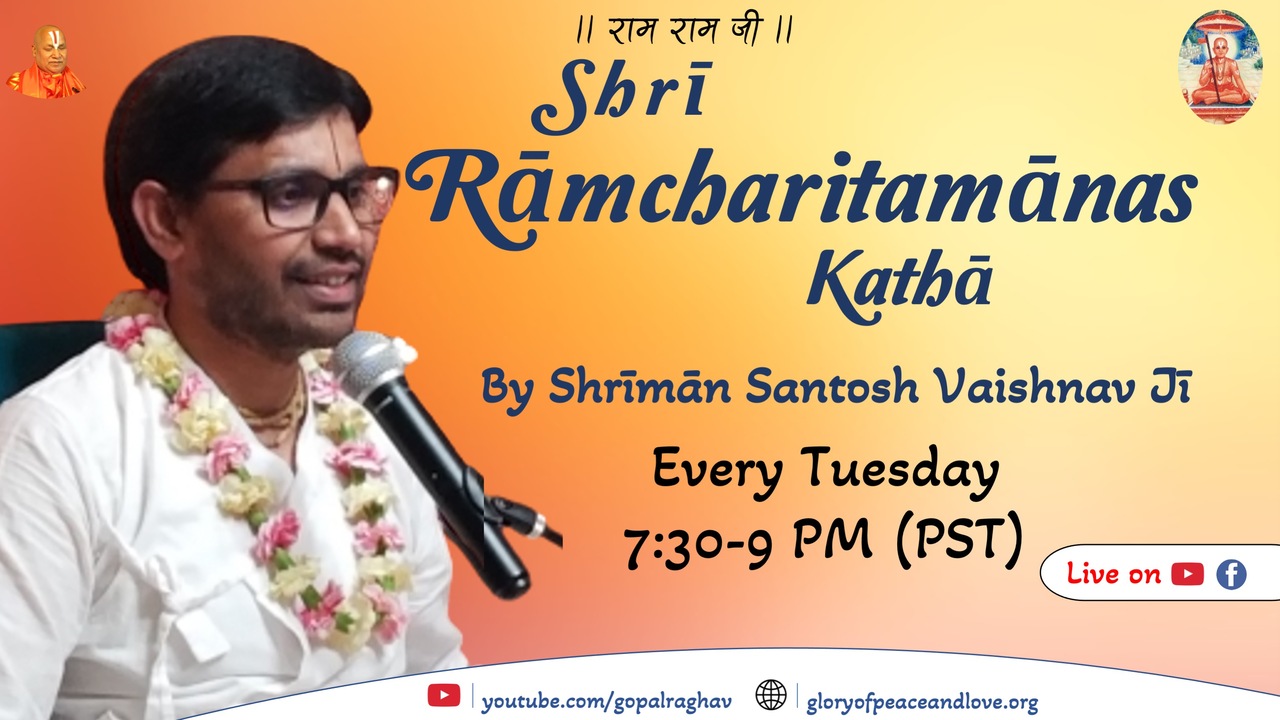 ।। राम राम जी ।।
Shrī
Rāmcharitamānas
Kathā
By Shrīmān Santosh Vaishnav Jī
Every Tuesday
7:30-9 PM (PST)
Live on
youtube.com/gopalraghav
gloryofpeaceandlove.org